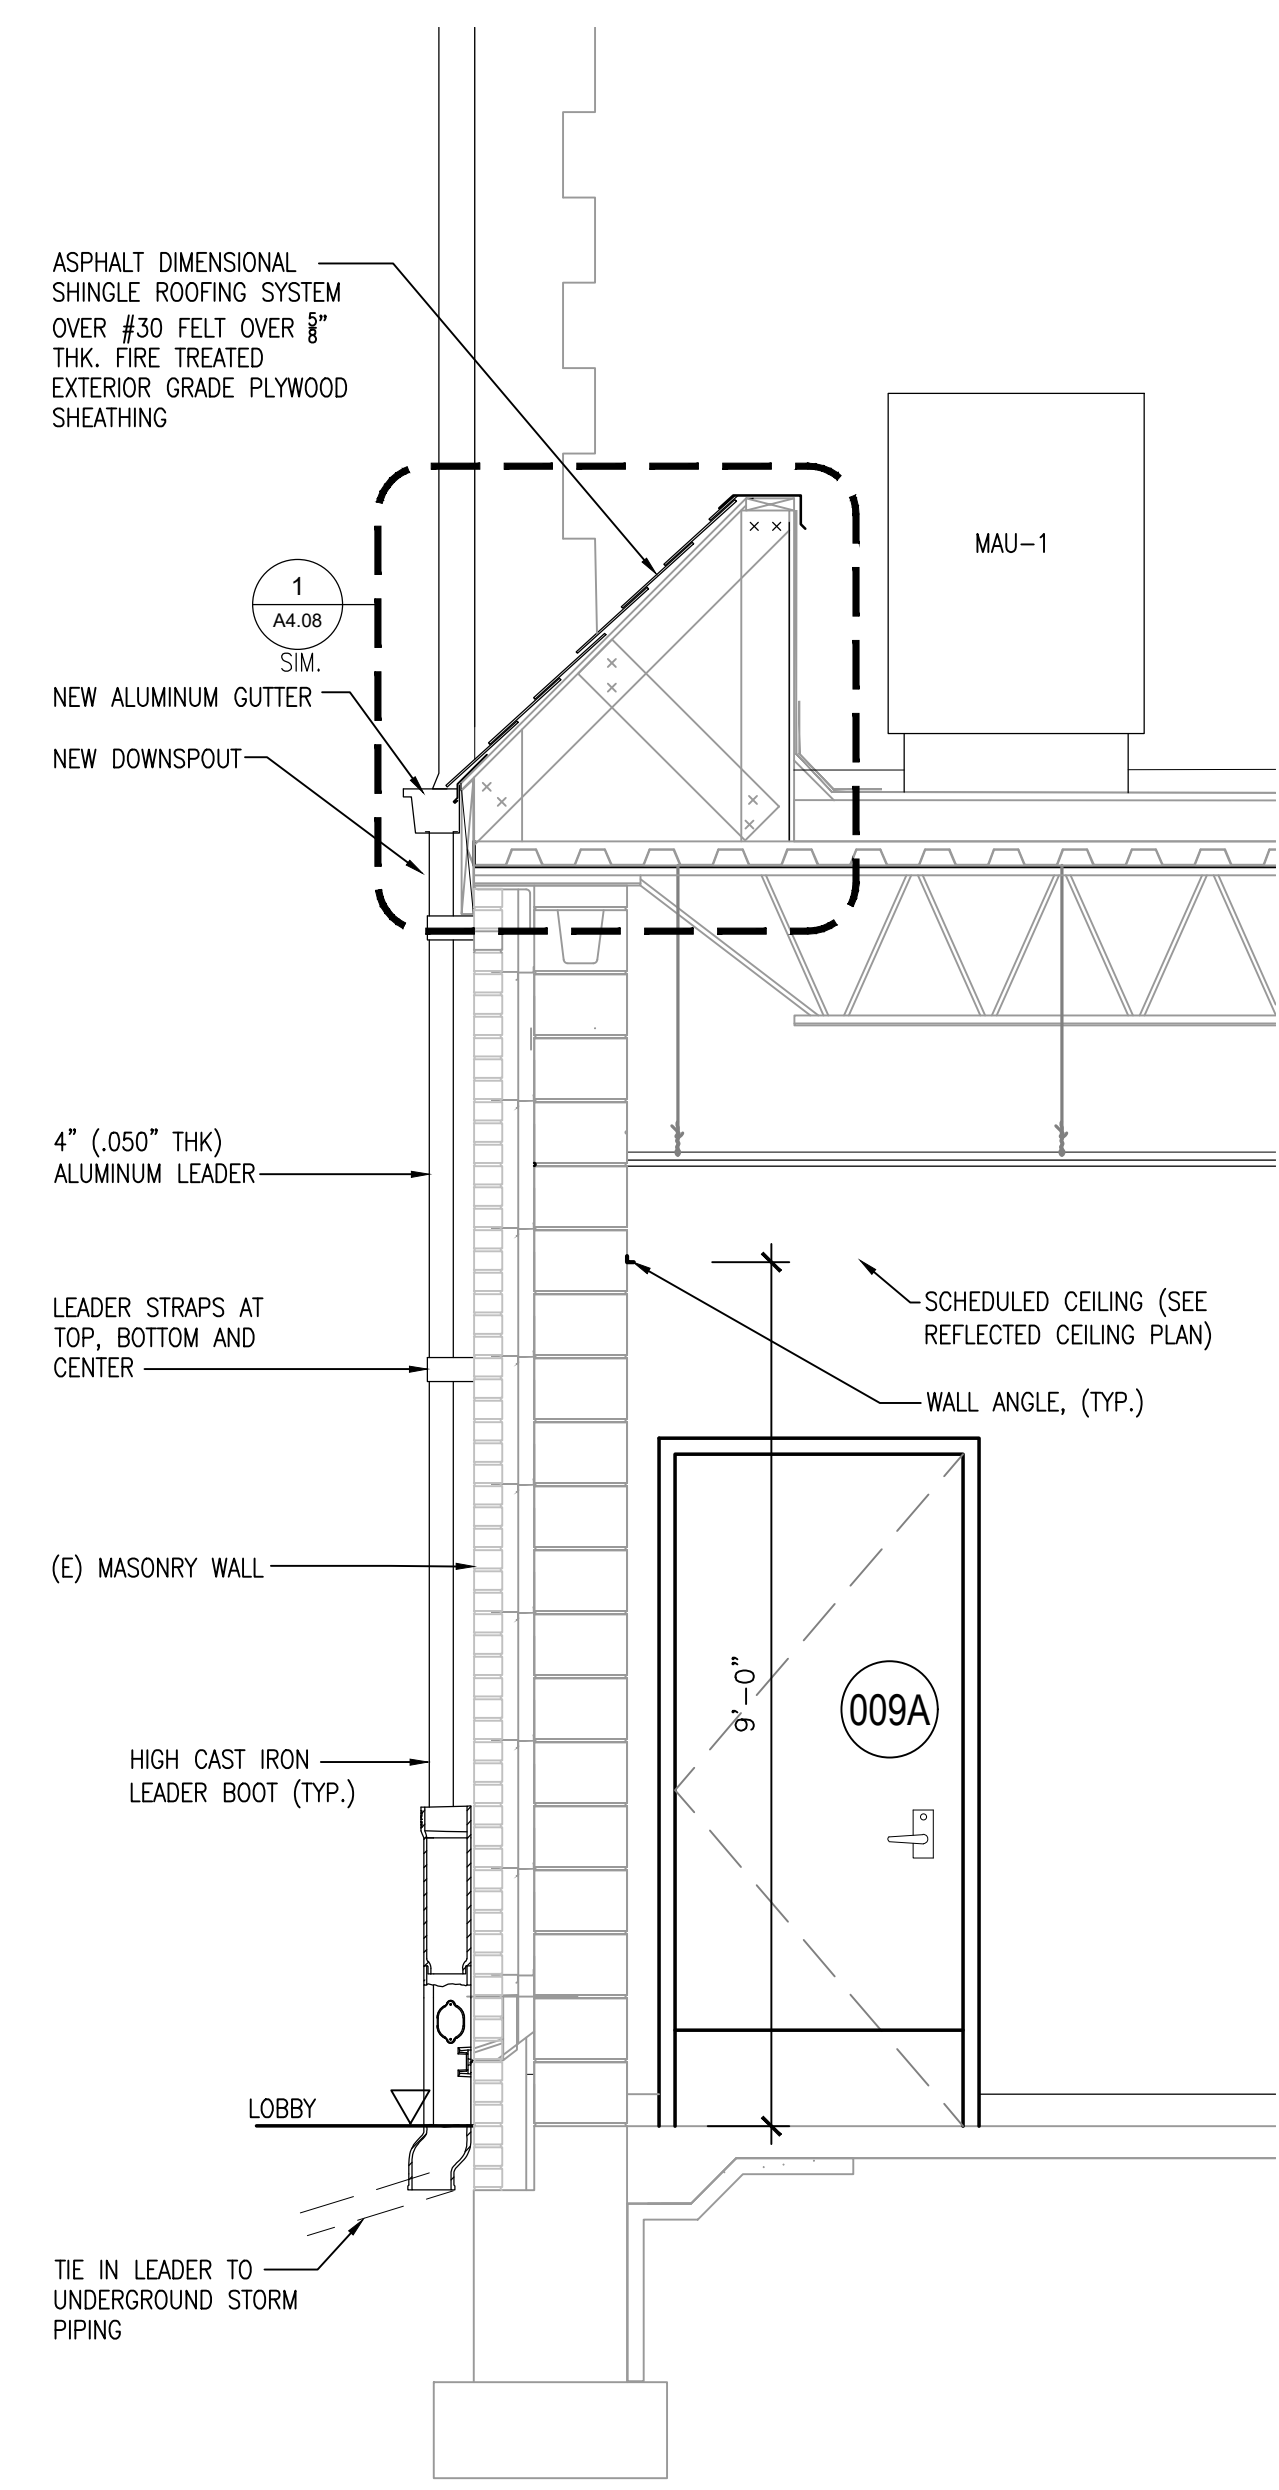 ASPHALT DIMENSIONAL
SHINGLE ROOFING SYSTEM
OVER #30 FELT OVER 5/8"
THK. FIRE TREATED
EXTERIOR GRADE PLYWOOD
SHEATHING
MAU-1
1
A4.08
SIM.
NEW ALUMINUM GUTTER
NEW DOWNSPOUT
4" (.050" THK)
ALUMINUM LEADER
LEADER STRAPS AT
TOP, BOTTOM AND
CENTER
SCHEDULED CEILING (SEE
REFLECTED CEILING PLAN)
WALL ANGLE, (TYP.)
(E) MASONRY WALL
9'-0"
009A
HIGH CAST IRON
LEADER BOOT (TYP.)
LOBBY
TIE IN LEADER TO
UNDERGROUND STORM
PIPING